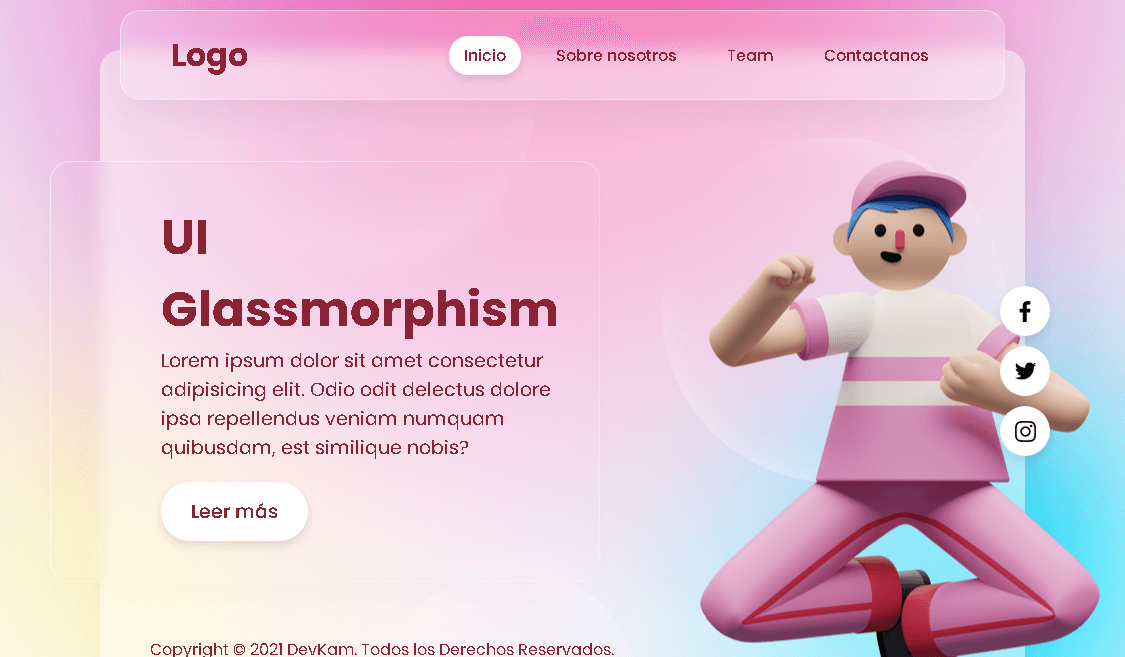 Logo
Inicio
Sobre nosotros
Team
Contactanos
UI
Glassmorphism
Lorem ipsum dolor sit amet consectetur
adipisicing elit. Odio odit delectus dolore
ipsa repellendus veniam numquam
quibusdam, est similique nobis?
Leer más
Copyright © 2021 DevKam. Todos los Derechos Reservados.